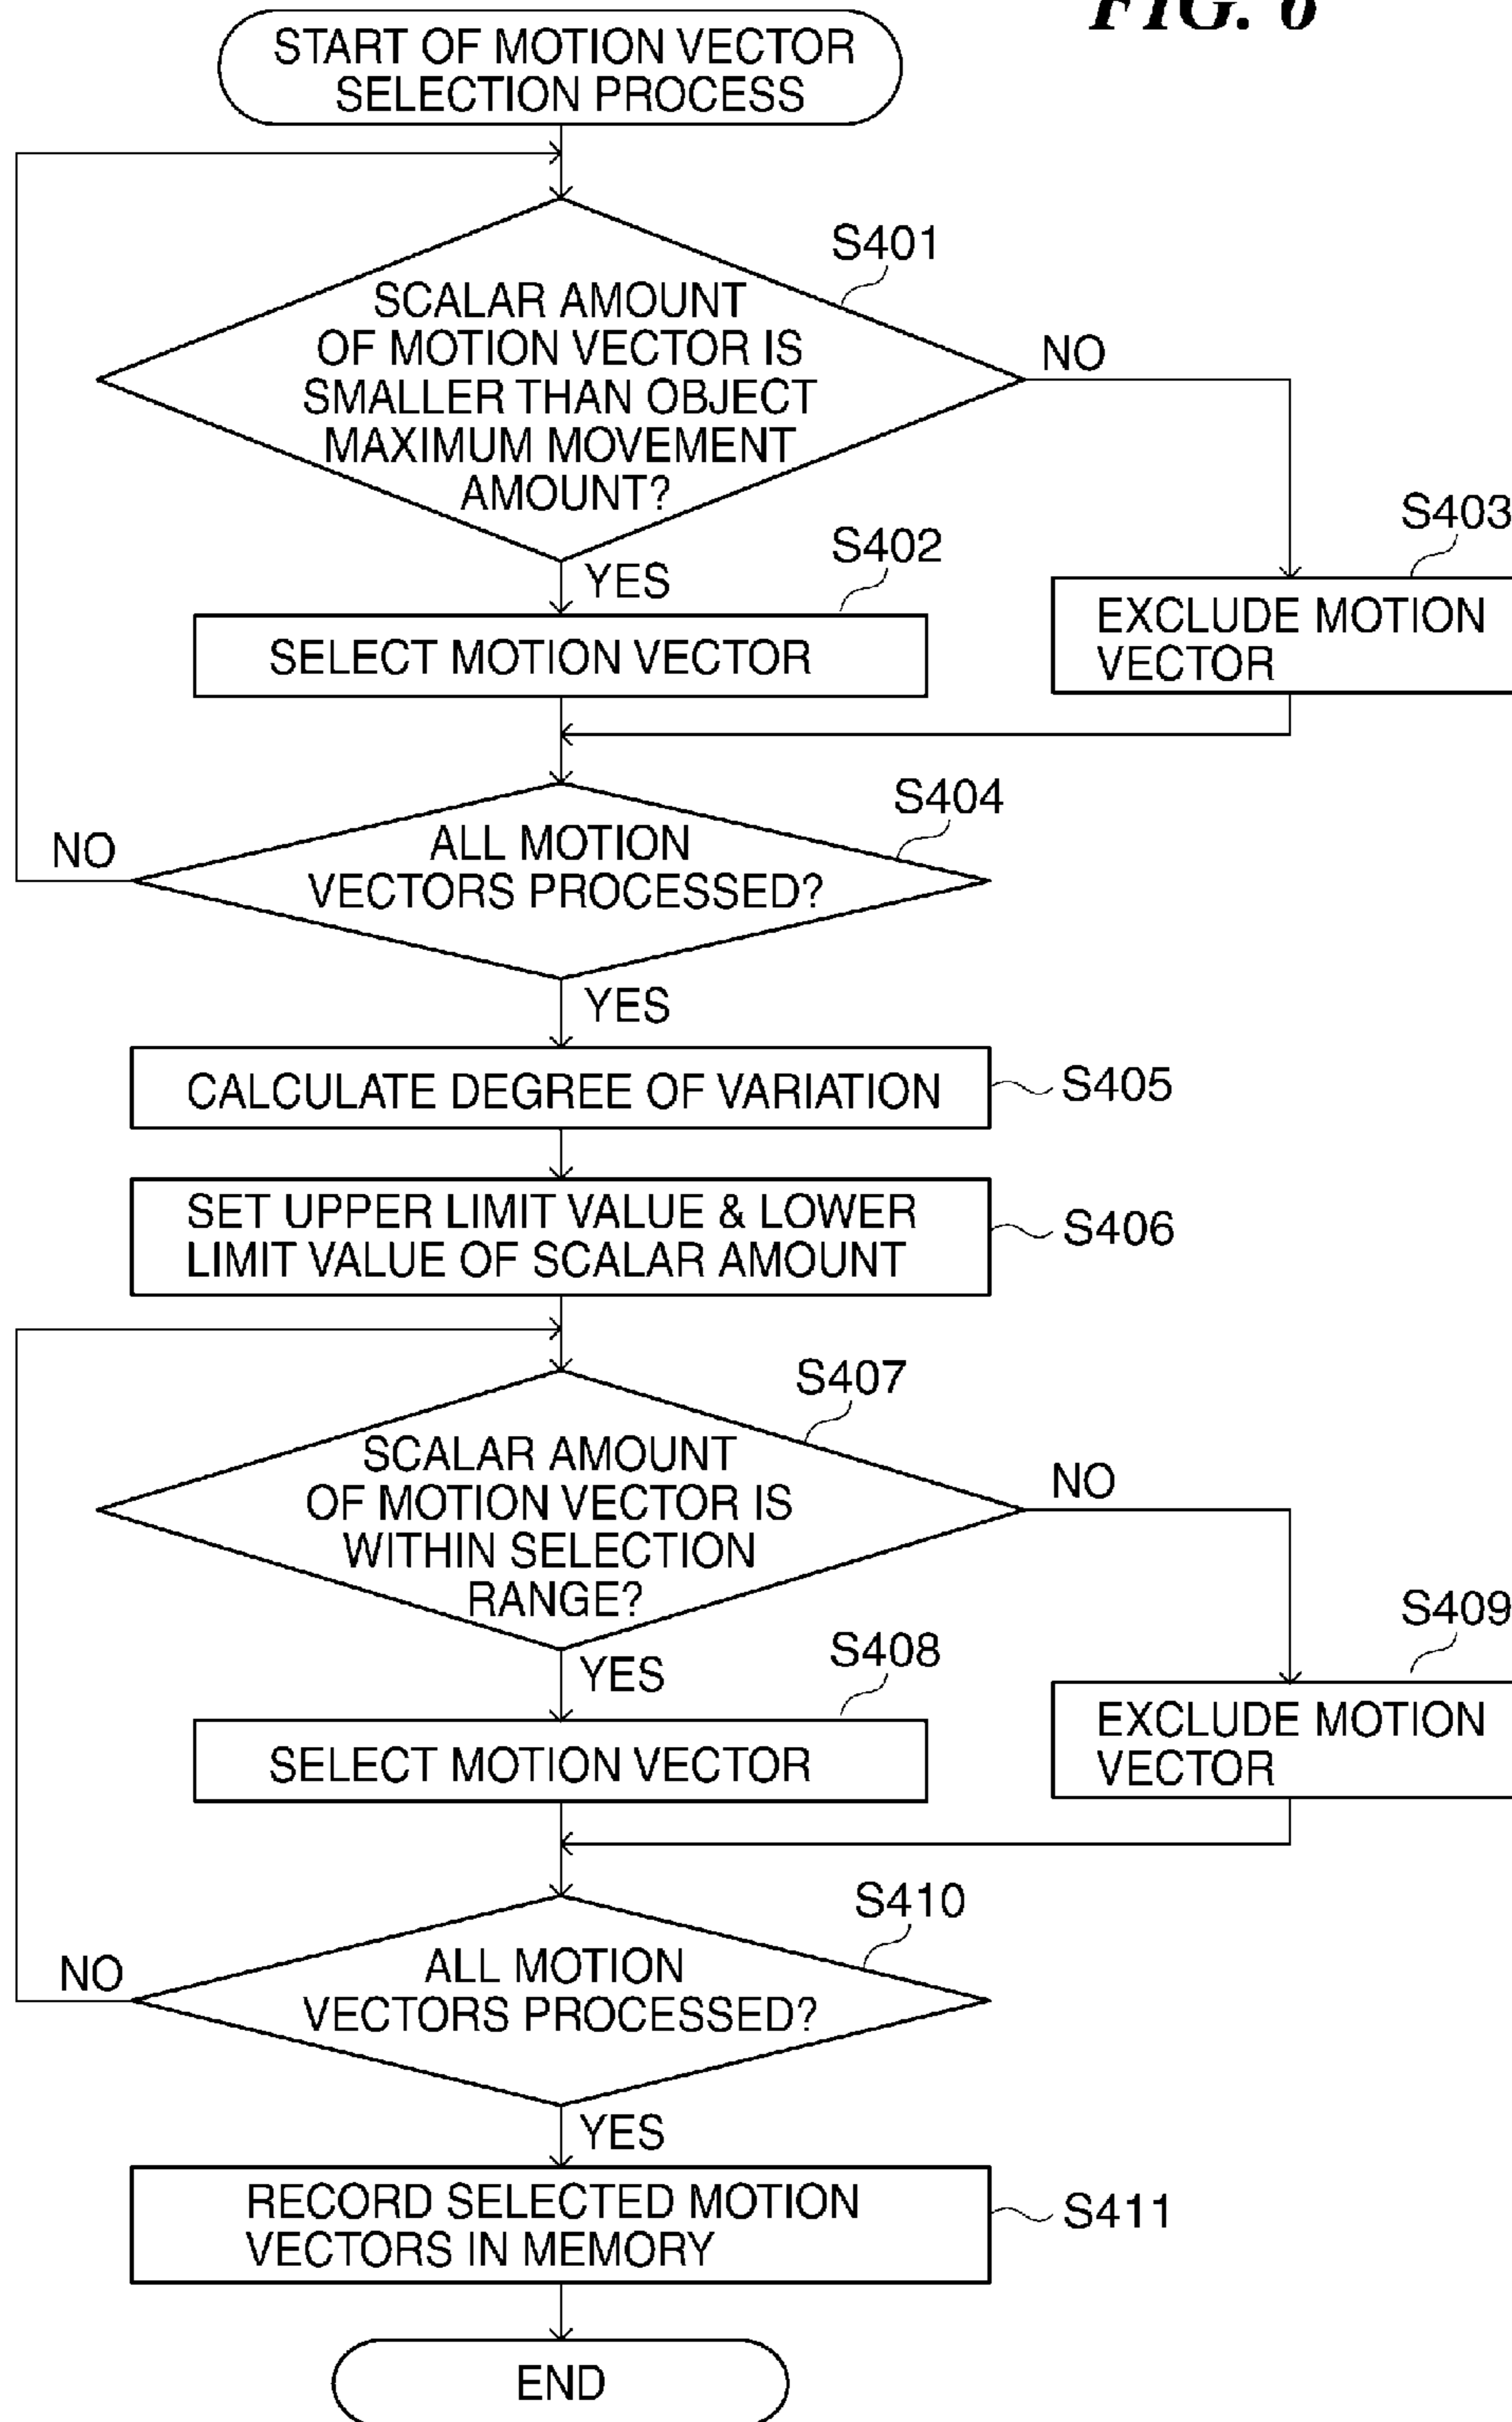 START OF MOTION VECTOR
SELECTION PROCESS
S401
SCALAR AMOUNT
OF MOTION VECTOR IS
SMALLER THAN OBJECT
MAXIMUM MOVEMENT
AMOUNT?
NO
YES
S402
SELECT MOTION VECTOR
S403
EXCLUDE MOTION
VECTOR
S404
ALL MOTION
VECTORS PROCESSED?
NO
YES
CALCULATE DEGREE OF VARIATION
S405
SET UPPER LIMIT VALUE & LOWER
LIMIT VALUE OF SCALAR AMOUNT
S406
S407
SCALAR AMOUNT
OF MOTION VECTOR IS
WITHIN SELECTION
RANGE?
NO
YES
S408
SELECT MOTION VECTOR
S409
EXCLUDE MOTION
VECTOR
S410
ALL MOTION
VECTORS PROCESSED?
NO
YES
RECORD SELECTED MOTION
VECTORS IN MEMORY
S411
END
FIG.